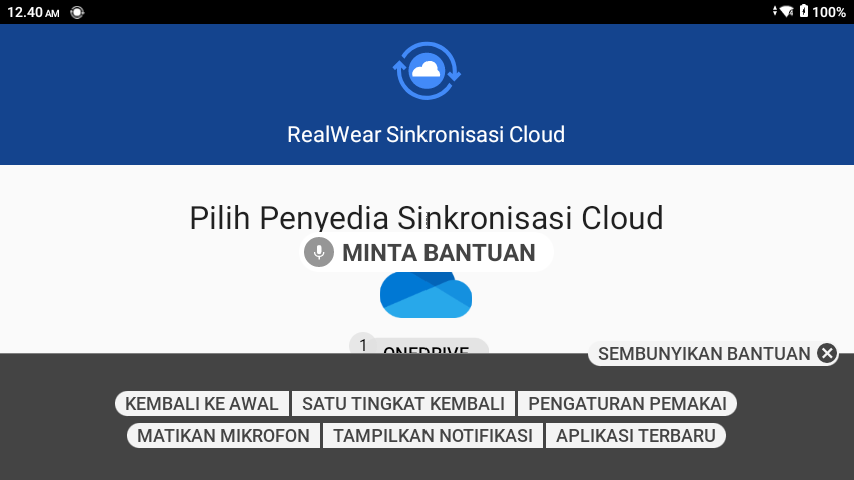 12.40 AM
100%
RealWear Sinkronisasi Cloud
Pilih Penyedia Sinkronisasi Cloud
MINTA BANTUAN
1
ONEDRIVE
SEMBUNYIKAN BANTUAN
KEMBALI KE AWAL
SATU TINGKAT KEMBALI
PENGATURAN PEMAKAI
MATIKAN MIKROFON
TAMPILKAN NOTIFIKASI
APLIKASI TERBARU